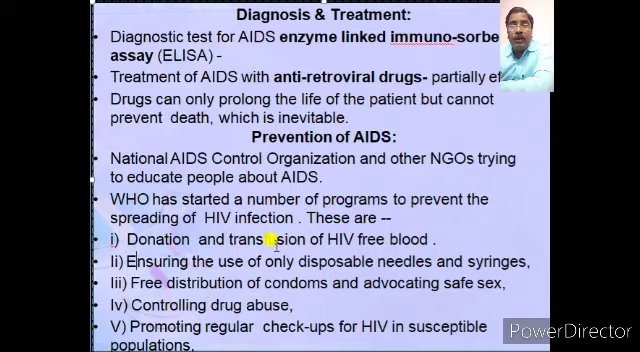 Diagnosis & Treatment:
• Diagnostic test for AIDS enzyme linked immuno-sorbe
assay (ELISA) -
• Treatment of AIDS with anti-retroviral drugs- partially ef
• Drugs can only prolong the life of the patient but cannot
prevent death, which is inevitable.
Prevention of AIDS:
• National AIDS Control Organization and other NGOs trying
to educate people about AIDS.
• WHO has started a number of programs to prevent the
spreading of HIV infection . These are --
• i) Donation and transfusion of HIV free blood .
• Ii) Ensuring the use of only disposable needles and syringes,
• Iii) Free distribution of condoms and advocating safe sex,
• Iv) Controlling drug abuse,
• V) Promoting regular check-ups for HIV in susceptible
populations,
PowerDirector